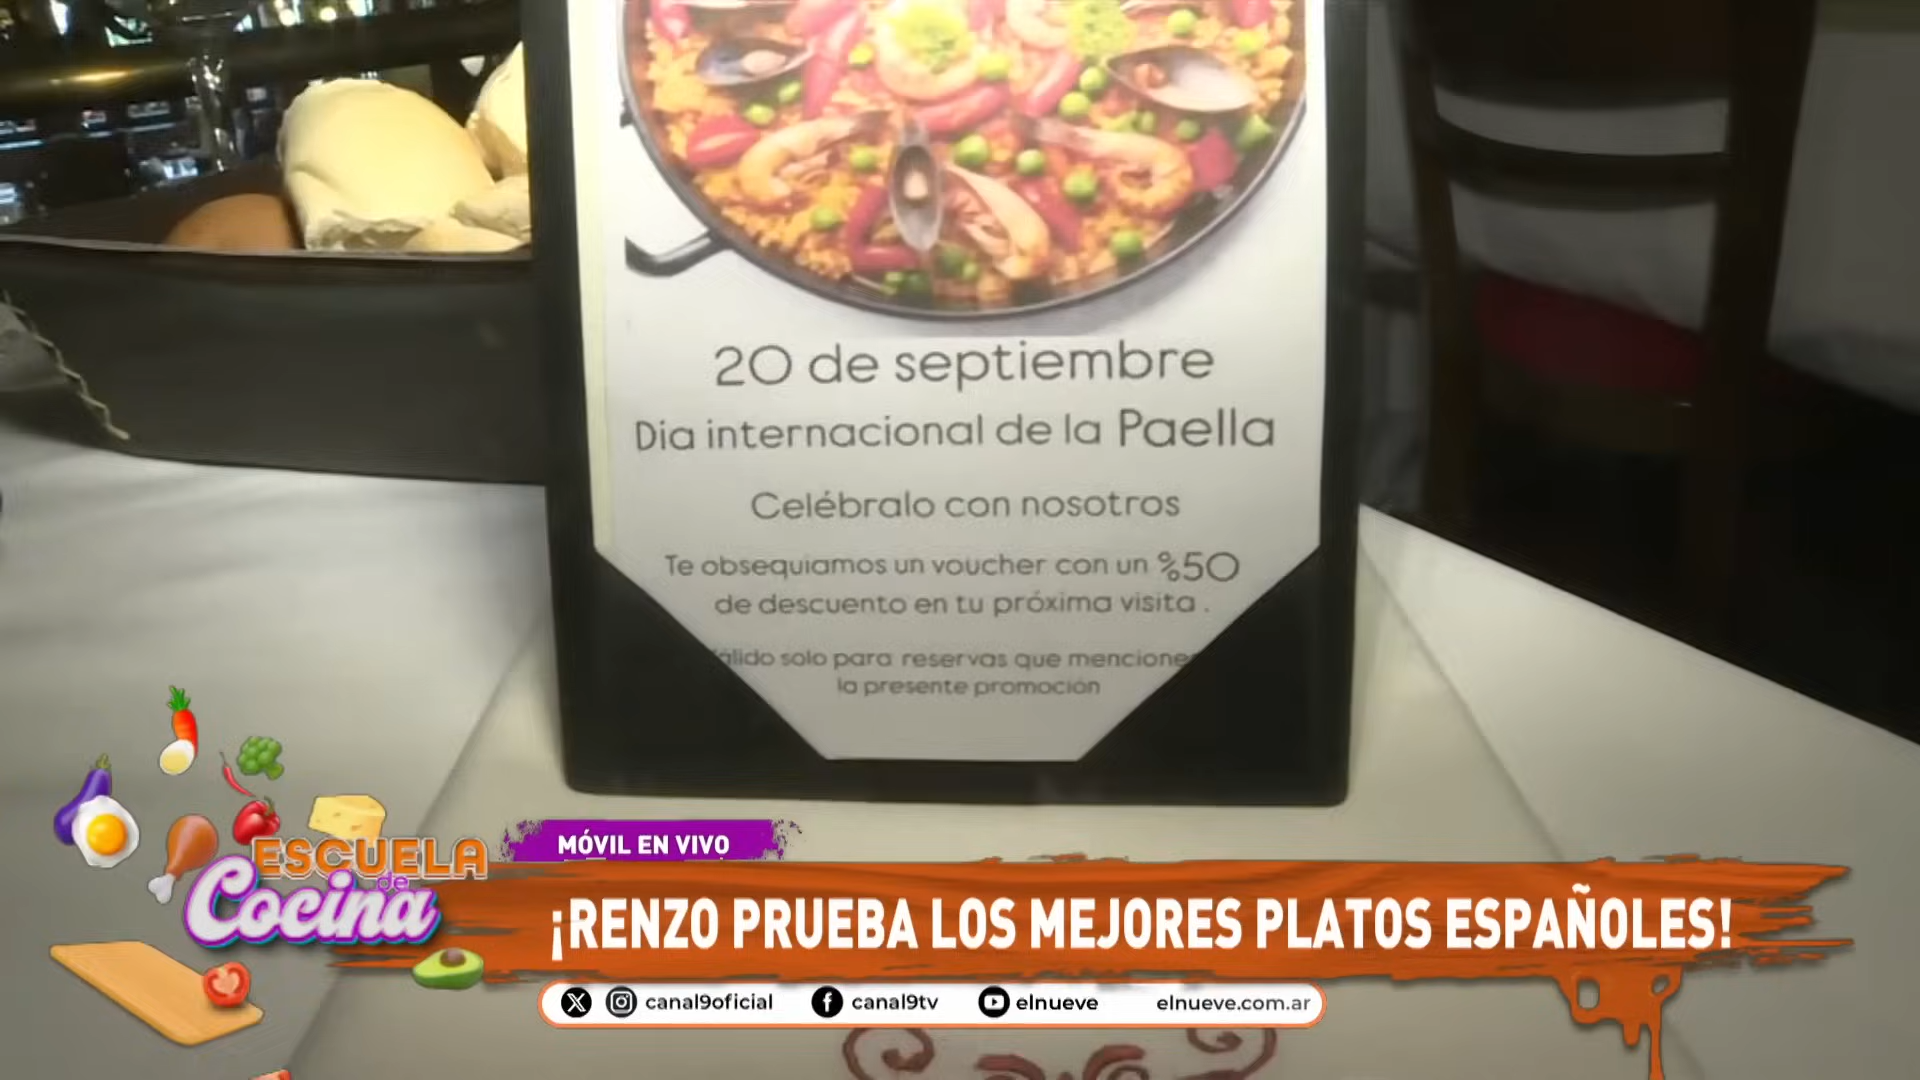 20 de septiembre
Dia internacional de la Paella
Celébralo con nosotros
Te obsequiamos un voucher con un %50
de descuento en tu próxima visita .
solo para reservas que
la presente promoción
ESCUELA
de
Cocina
MÓVIL EN VIVO
¡RENZO PRUEBA LOS MEJORES PLATOS ESPAÑOLES!
canal9oficial canal9tv elnueve elnueve.com.ar